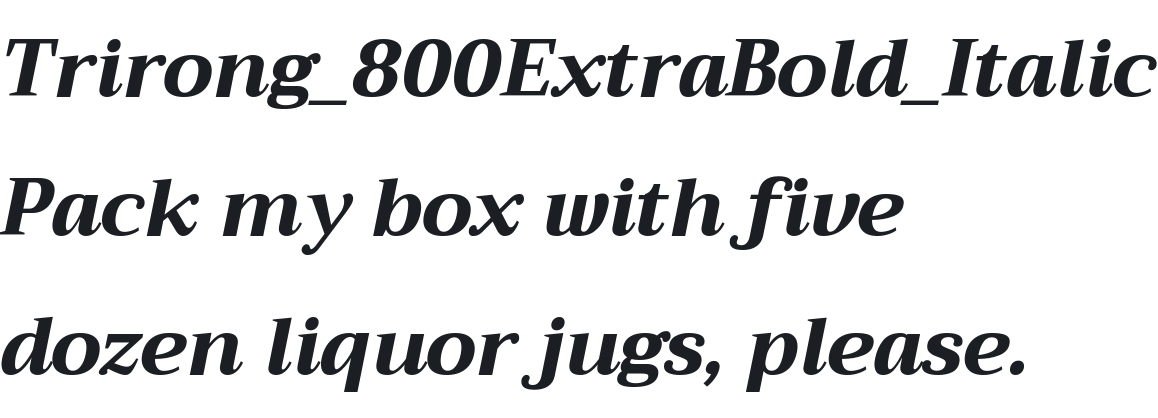 Trirong_800ExtraBold_Italic
Pack my box with five
dozen liquor jugs, please.